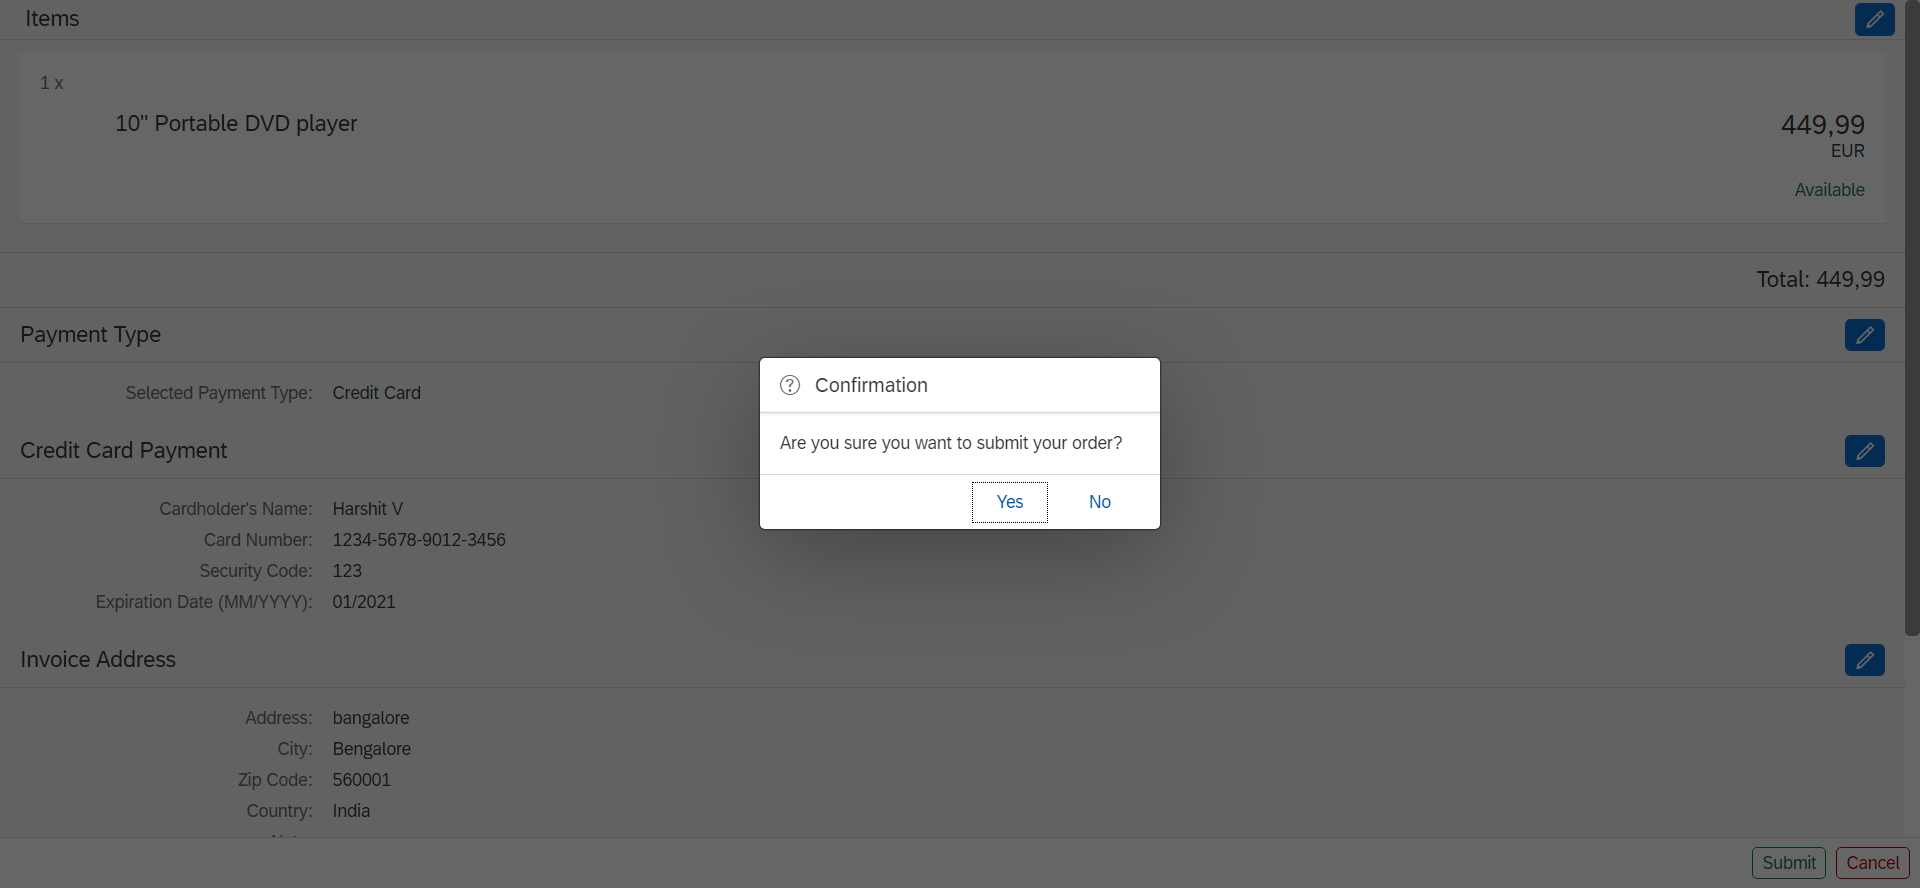 Items
1 x
10" Portable DVD player
449,99
EUR
Available
Total: 449,99
Payment Type
Selected Payment Type: Credit Card
Credit Card Payment
Cardholder's Name: Harshit V
Card Number: 1234-5678-9012-3456
Security Code: 123
Expiration Date (MM/YYYY): 01/2021
Invoice Address
Address: bangalore
City: Bengalore
Zip Code: 560001
Country: India
Confirmation
Are you sure you want to submit your order?
Yes No
Submit Cancel